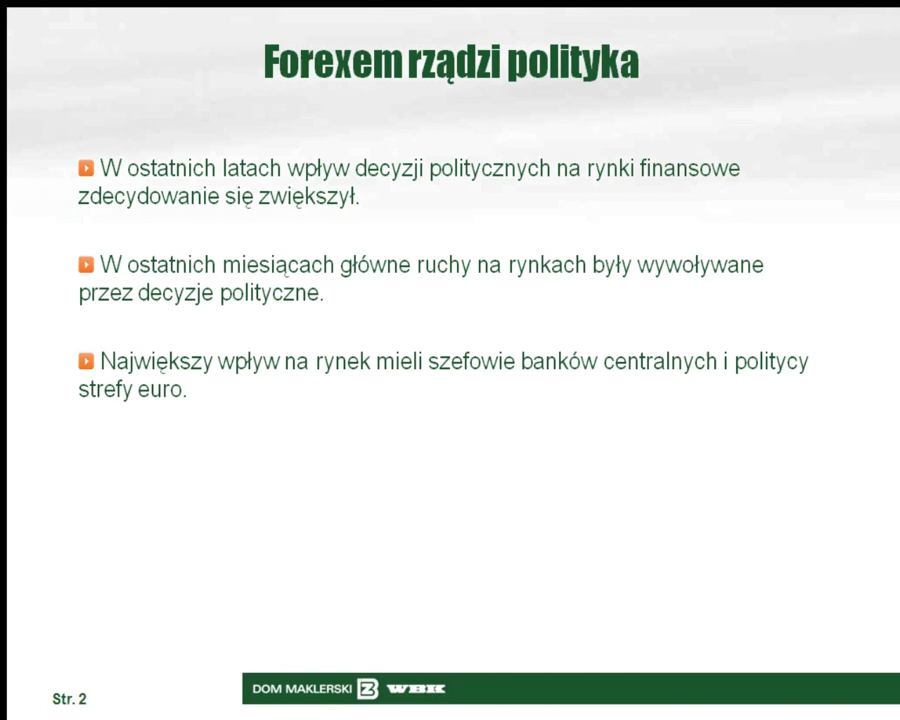 Forexem rządzi polityka
W ostatnich latach wpływ decyzji politycznych na rynki finansowe
zdecydowanie się zwiększył.
W ostatnich miesiącach główne ruchy na rynkach były wywoływane
przez decyzje polityczne.
Największy wpływ na rynek mieli szefowie banków centralnych i politycy
strefy euro.
Str. 2
DOM MAKLERSKI BZ WBK